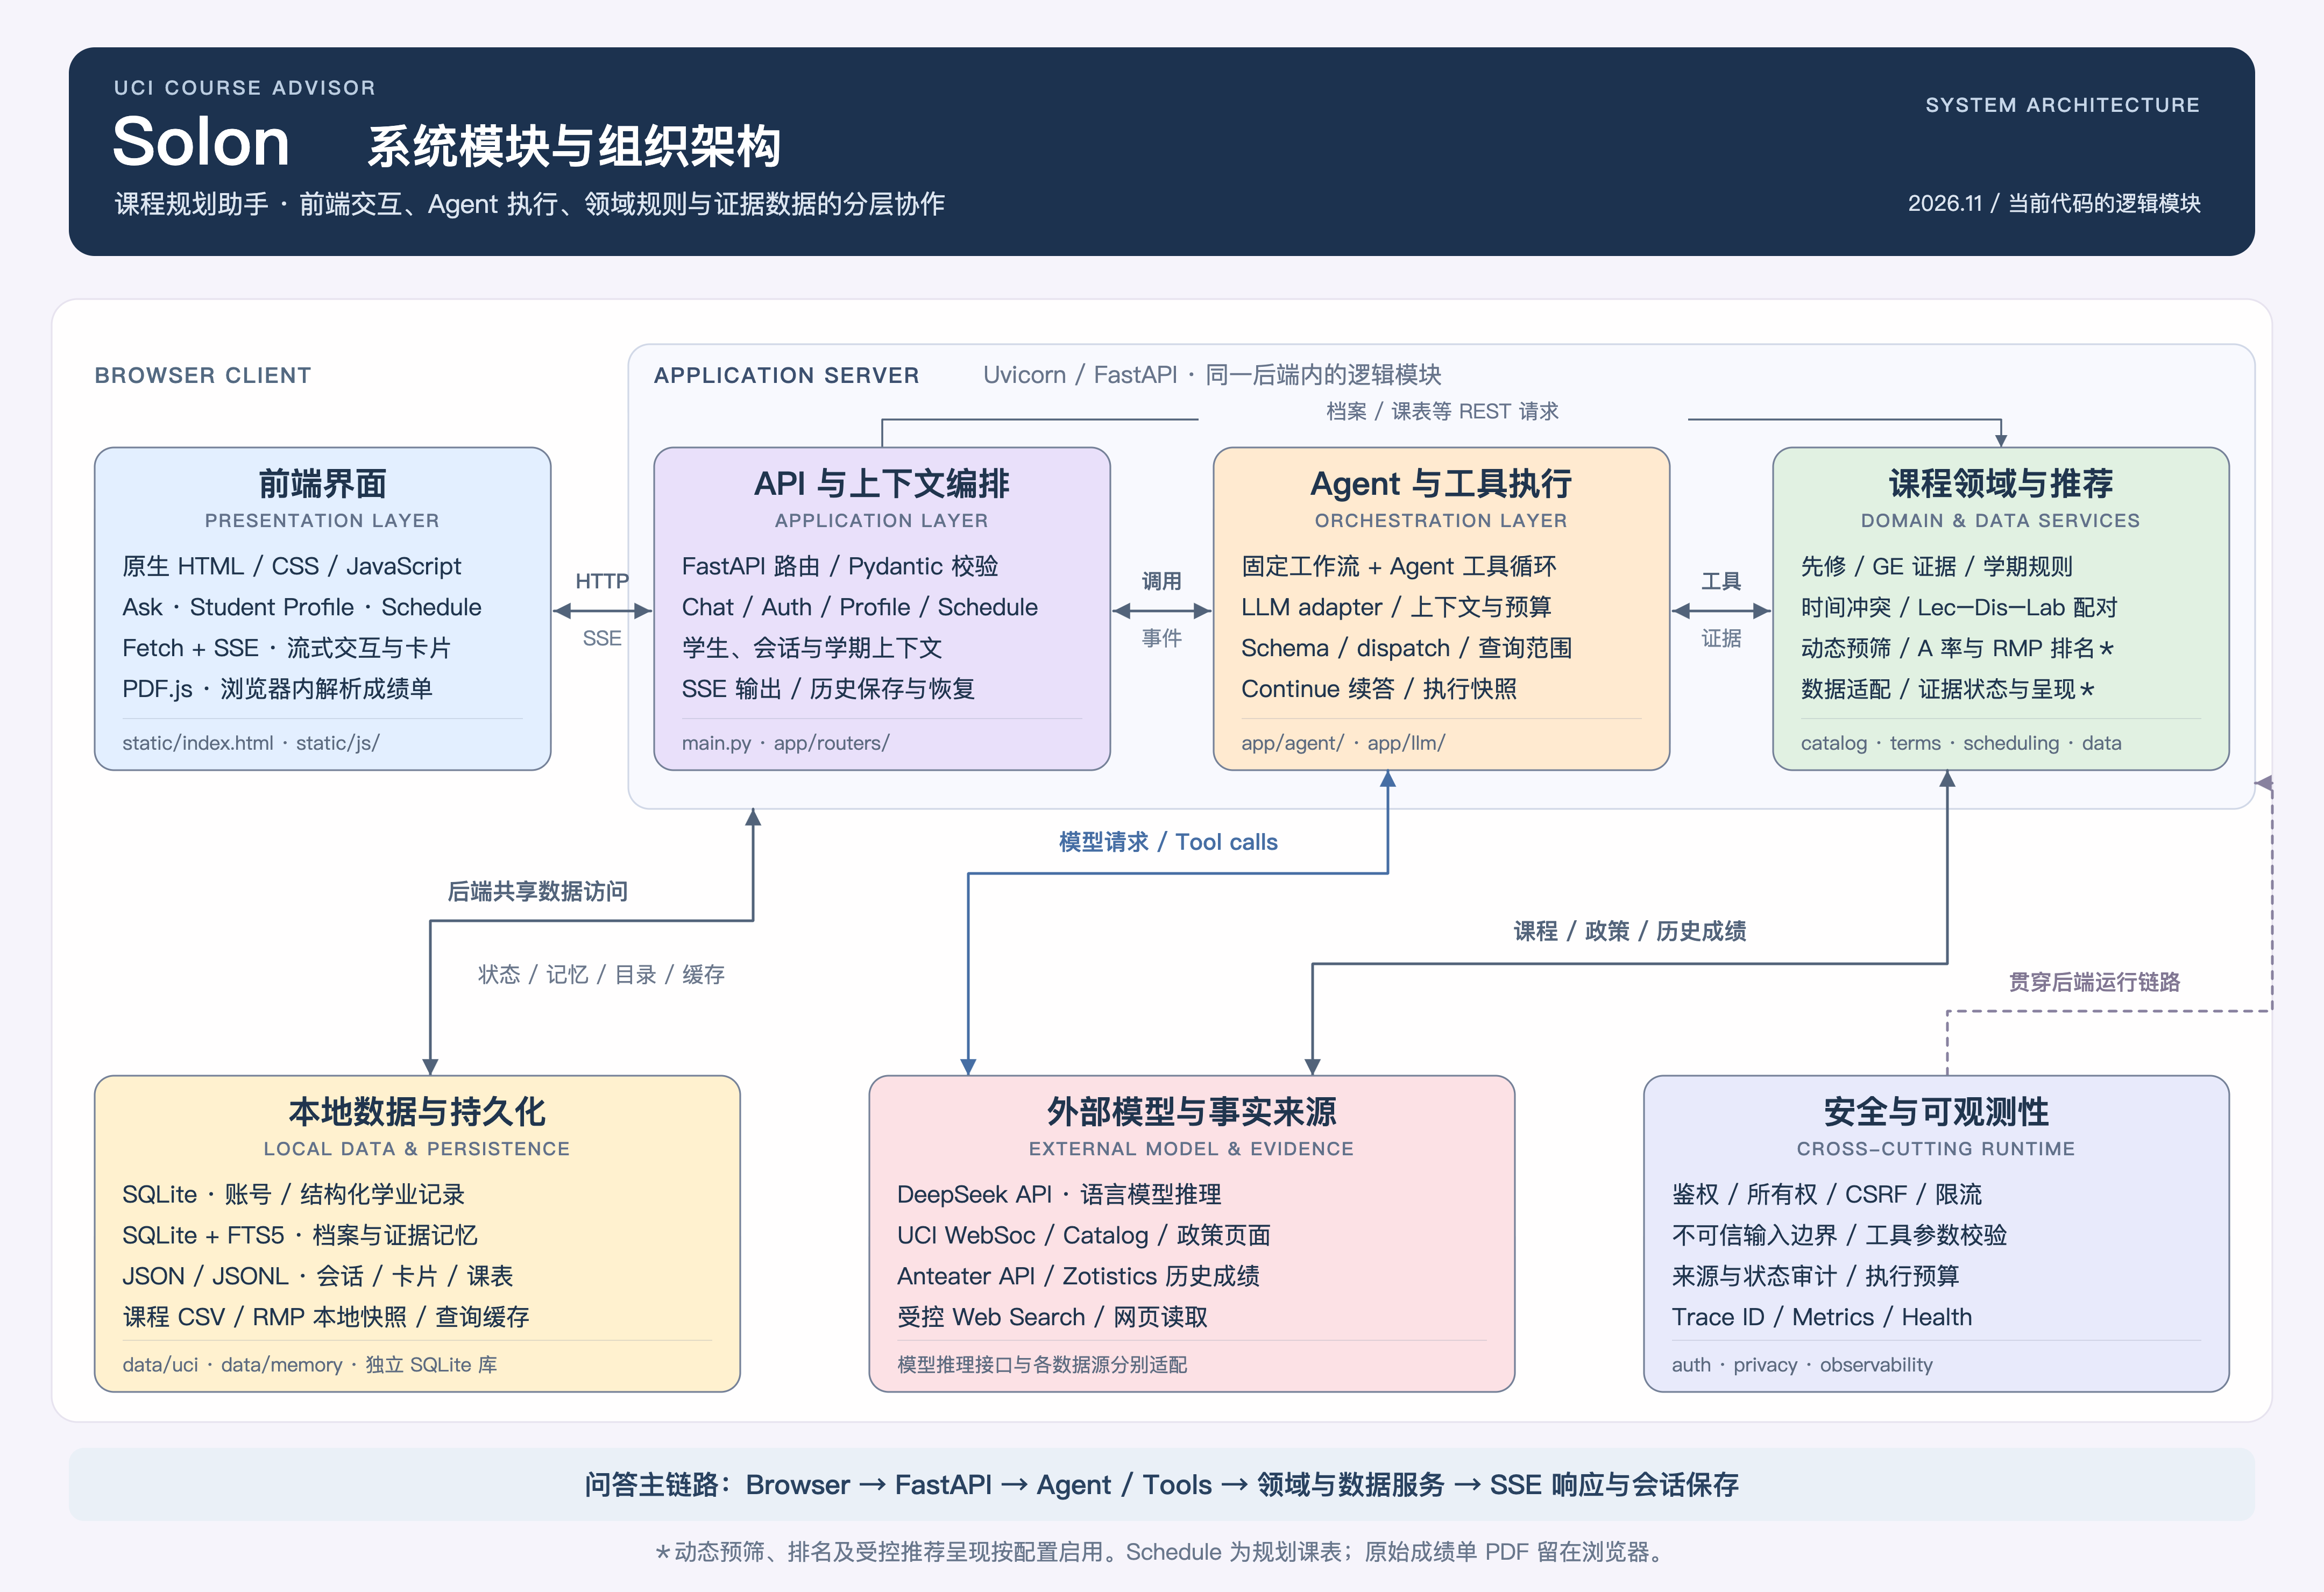 UCI COURSE ADVISOR
Solon 系统模块与组织架构
课程规划助手 · 前端交互、Agent 执行、领域规则与证据数据的分层协作
SYSTEM ARCHITECTURE
2026.11 / 当前代码的逻辑模块
BROWSER CLIENT
APPLICATION SERVER
Uvicorn / FastAPI · 同一后端内的逻辑模块
档案 / 课表等 REST 请求
前端界面
PRESENTATION LAYER
原生 HTML / CSS / JavaScript
Ask · Student Profile · Schedule
Fetch + SSE · 流式交互与卡片
PDF.js · 浏览器内解析成绩单
static/index.html · static/js/
HTTP
SSE
API 与上下文编排
APPLICATION LAYER
FastAPI 路由 / Pydantic 校验
Chat / Auth / Profile / Schedule
学生、会话与学期上下文
SSE 输出 / 历史保存与恢复
main.py · app/routers/
调用
事件
Agent 与工具执行
ORCHESTRATION LAYER
固定工作流 + Agent 工具循环
LLM adapter / 上下文与预算
Schema / dispatch / 查询范围
Continue 续答 / 执行快照
app/agent/ · app/llm/
工具
证据
课程领域与推荐
DOMAIN & DATA SERVICES
先修 / GE 证据 / 学期规则
时间冲突 / Lec–Dis–Lab 配对
动态预筛 / A 率与 RMP 排名*
数据适配 / 证据状态与呈现*
catalog · terms · scheduling · data
模型请求 / Tool calls
后端共享数据访问
状态 / 记忆 / 目录 / 缓存
课程 / 政策 / 历史成绩
贯穿后端运行链路
本地数据与持久化
LOCAL DATA & PERSISTENCE
SQLite · 账号 / 结构化学业记录
SQLite + FTS5 · 档案与证据记忆
JSON / JSONL · 会话 / 卡片 / 课表
课程 CSV / RMP 本地快照 / 查询缓存
data/uci · data/memory · 独立 SQLite 库
外部模型与事实来源
EXTERNAL MODEL & EVIDENCE
DeepSeek API · 语言模型推理
UCI WebSoc / Catalog / 政策页面
Anteater API / Zotistics 历史成绩
受控 Web Search / 网页读取
模型推理接口与各数据源分别适配
安全与可观测性
CROSS–CUTTING RUNTIME
鉴权 / 所有权 / CSRF / 限流
不可信输入边界 / 工具参数校验
来源与状态审计 / 执行预算
Trace ID / Metrics / Health
auth · privacy · observability
问答主链路：Browser → FastAPI → Agent / Tools → 领域与数据服务 → SSE 响应与会话保存
*动态预筛、排名及受控推荐呈现按配置启用。Schedule 为规划课表；原始成绩单 PDF 留在浏览器。